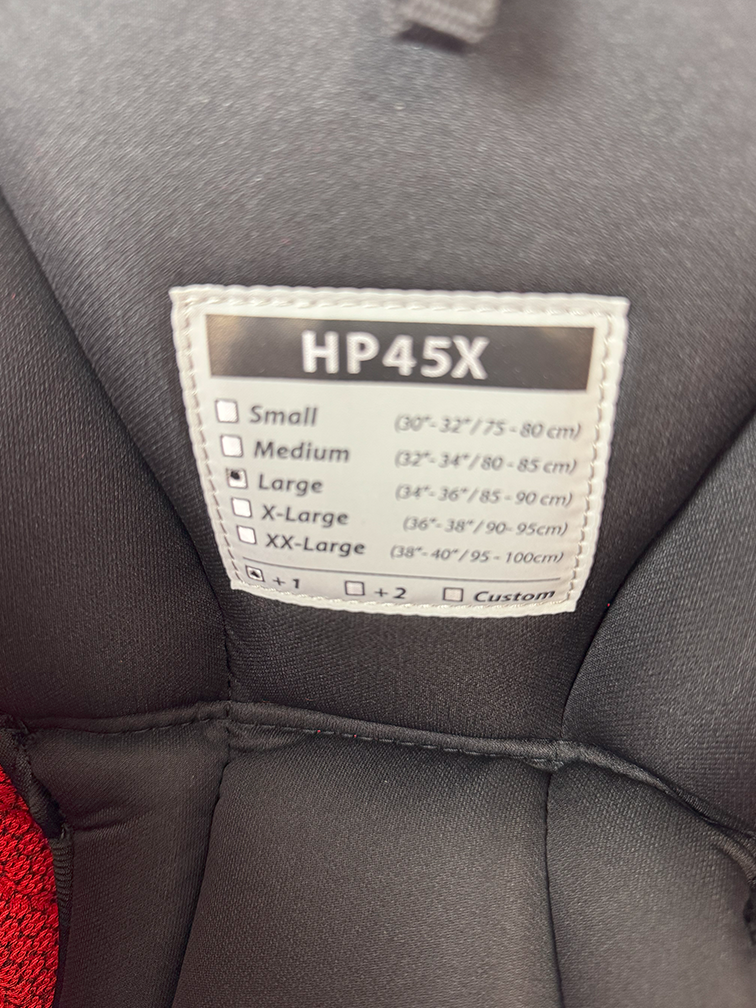 HP45X
Small (30"-32"/75-80 cm)
Medium (32"-34"/80-85 cm)
Large (34"-36"/85-90 cm)
X-Large (36"-38"/90-95cm)
XX-Large (38"-40"/95-100cm)
+1 +2 Custom